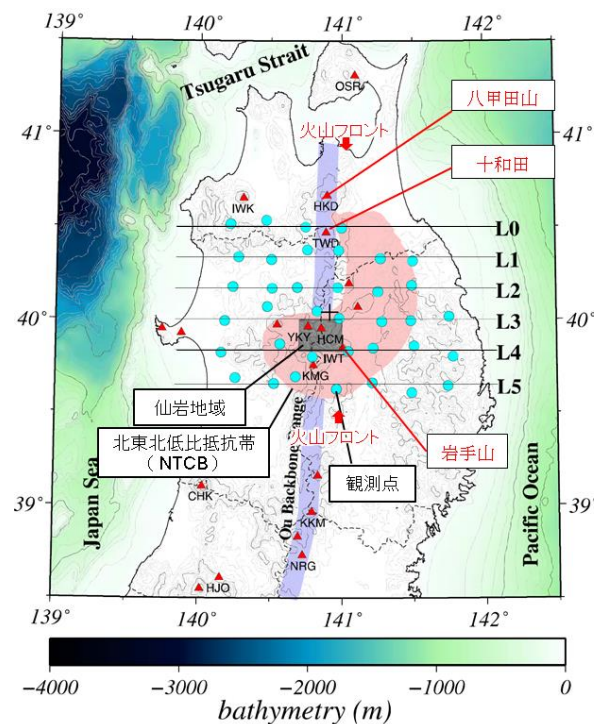 139° 140° 141° 142°
Tsugaru Strait
OSR
八甲田山
41°
火山フロント
41°
十和田
IWK
HKD
L0
TWD
L1
L2
40°
L3
40°
YKY
HCM
L4
IWT
KMG
L5
仙岩地域
北東北低比抵抗帯
(NTCB)
火山フロント
観測点
岩手山
Ou Backbone Range
39°
39°
CHK
Japan Sea
Pacific Ocean
KKM
NRG
HJO
139° 140° 141° 142°
−4000 −3000 −2000 −1000 0
bathymetry (m)